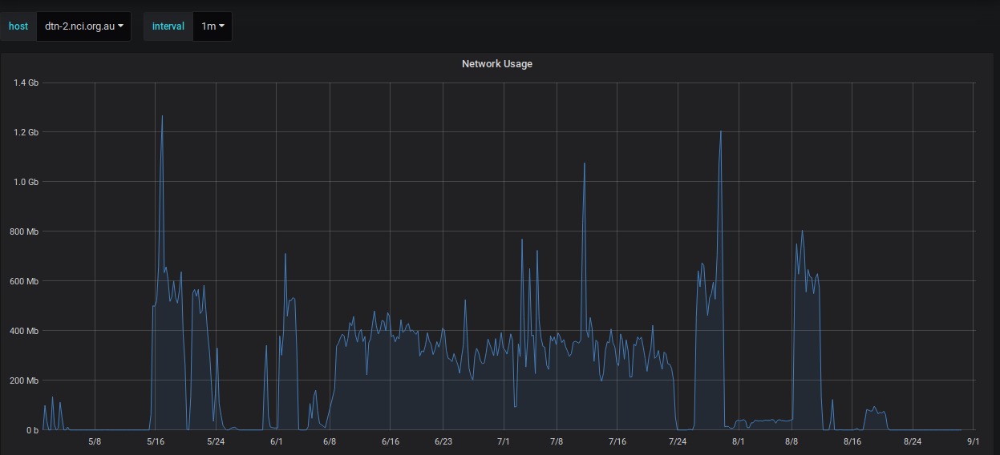 host dtn-2.nci.org.au interval 1m
Network Usage
1.4 Gb
1.2 Gb
1.0 Gb
800 Mb
600 Mb
400 Mb
200 Mb
0 b
5/8 5/16 5/24 6/1 6/8 6/16 6/23 7/1 7/8 7/16 7/24 8/1 8/8 8/16 8/24 9/1